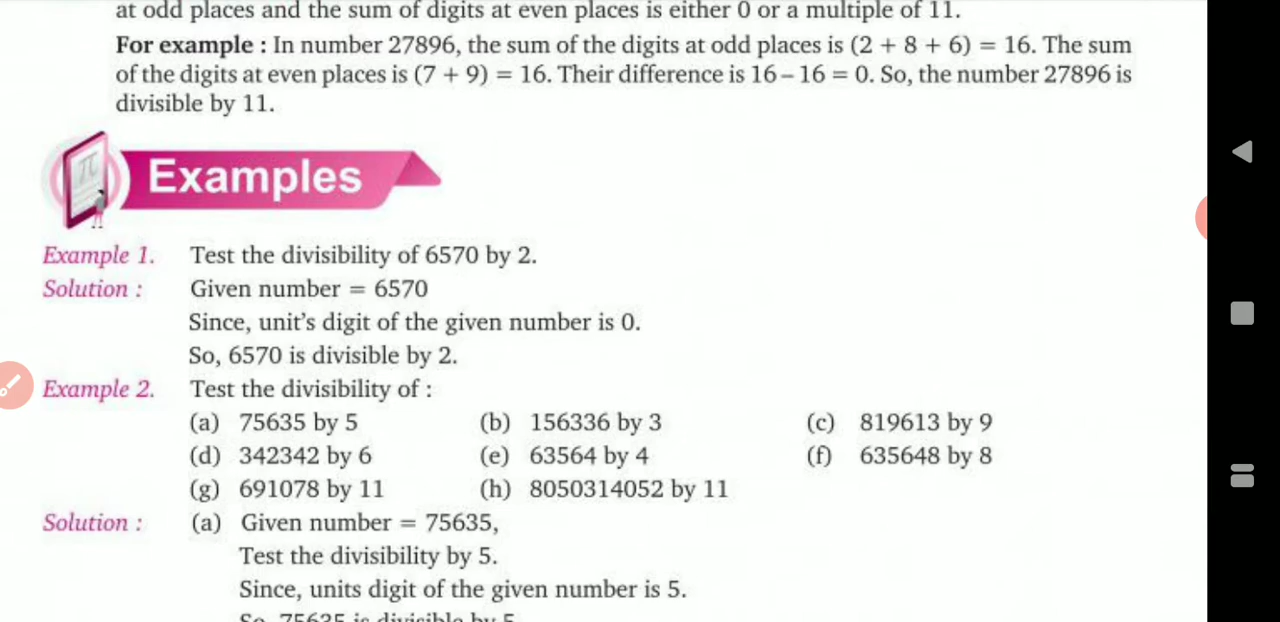 at odd places and the sum of digits at even places is either 0 or a multiple of 11.
For example : In number 27896, the sum of the digits at odd places is (2 + 8 + 6) = 16. The sum
of the digits at even places is (7 + 9) = 16. Their difference is 16 – 16 = 0. So, the number 27896 is
divisible by 11.
π
Examples
Example 1. Test the divisibility of 6570 by 2.
Solution : Given number = 6570
Since, unit's digit of the given number is 0.
So, 6570 is divisible by 2.
Example 2. Test the divisibility of :
(a) 75635 by 5 (b) 156336 by 3 (c) 819613 by 9
(d) 342342 by 6 (e) 63564 by 4 (f) 635648 by 8
(g) 691078 by 11 (h) 8050314052 by 11
Solution : (a) Given number = 75635,
Test the divisibility by 5.
Since, units digit of the given number is 5.
So, 75635 is divisible by 5